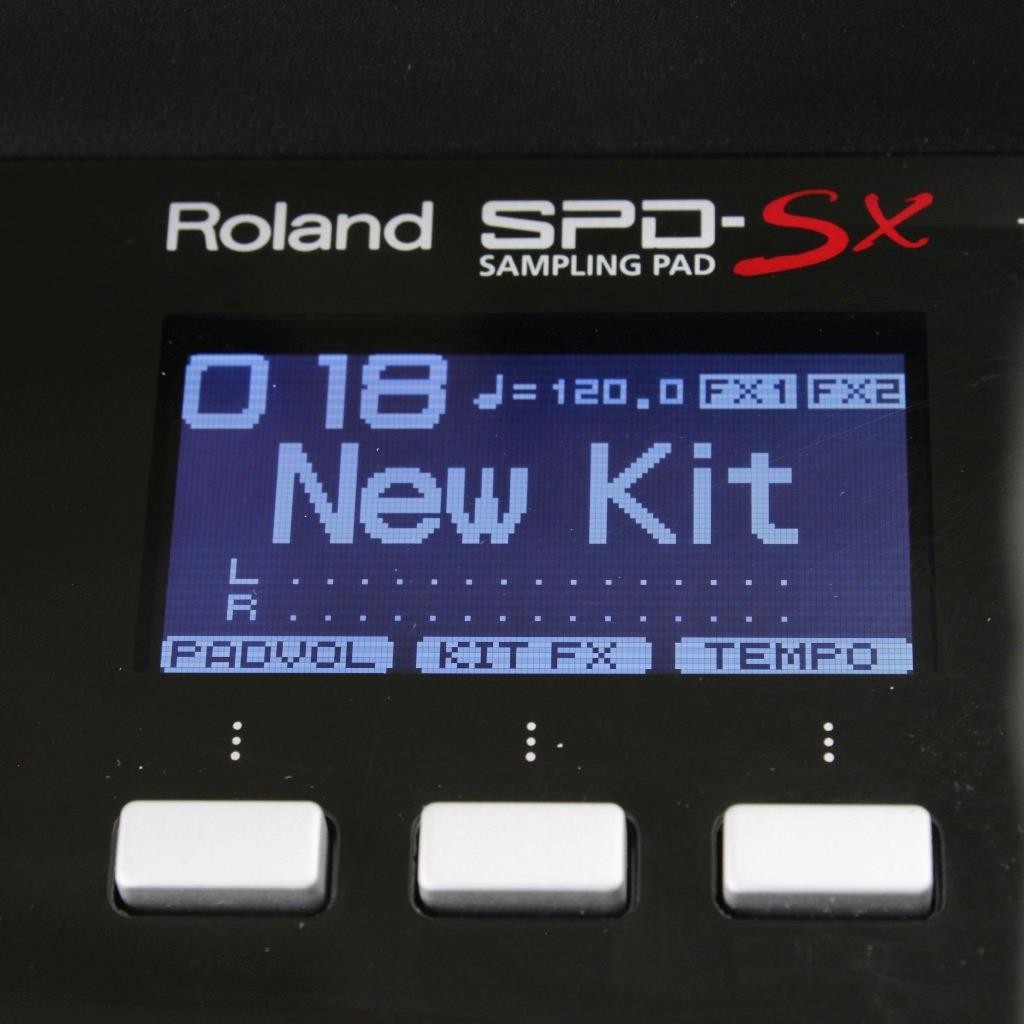 Roland SPD-SX
SAMPLING PAD
018 ♩=120.0 FX1 FX2
New Kit
L
R
PADVOL KIT FX TEMPO